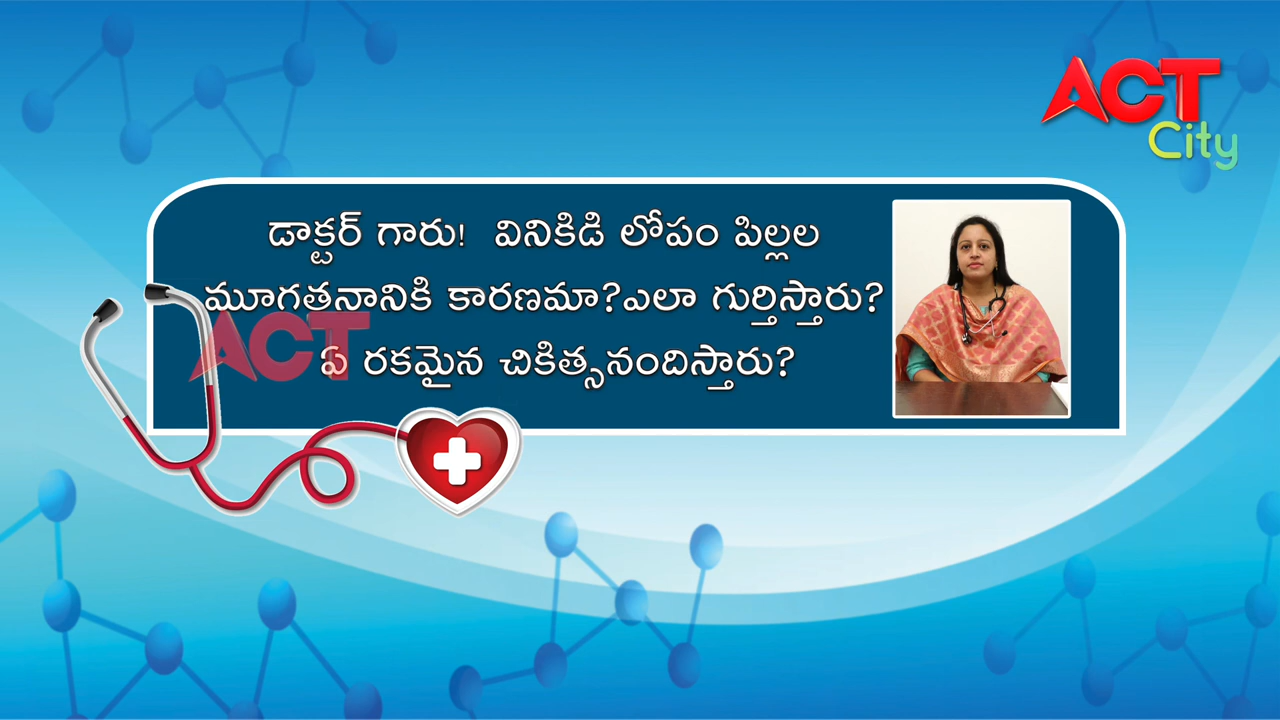 ACT
City
డాక్టర్ గారు! వినికిడి లోపం పిల్లల
మూగతనానికి కారణమా?ఎలా గుర్తిస్తారు?
ఏ రకమైన చికిత్సనందిస్తారు?
ACT